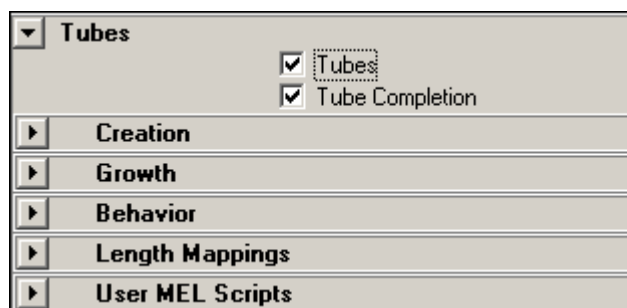 Tubes
Tubes
Tube Completion
Creation
Growth
Behavior
Length Mappings
User MEL Scripts